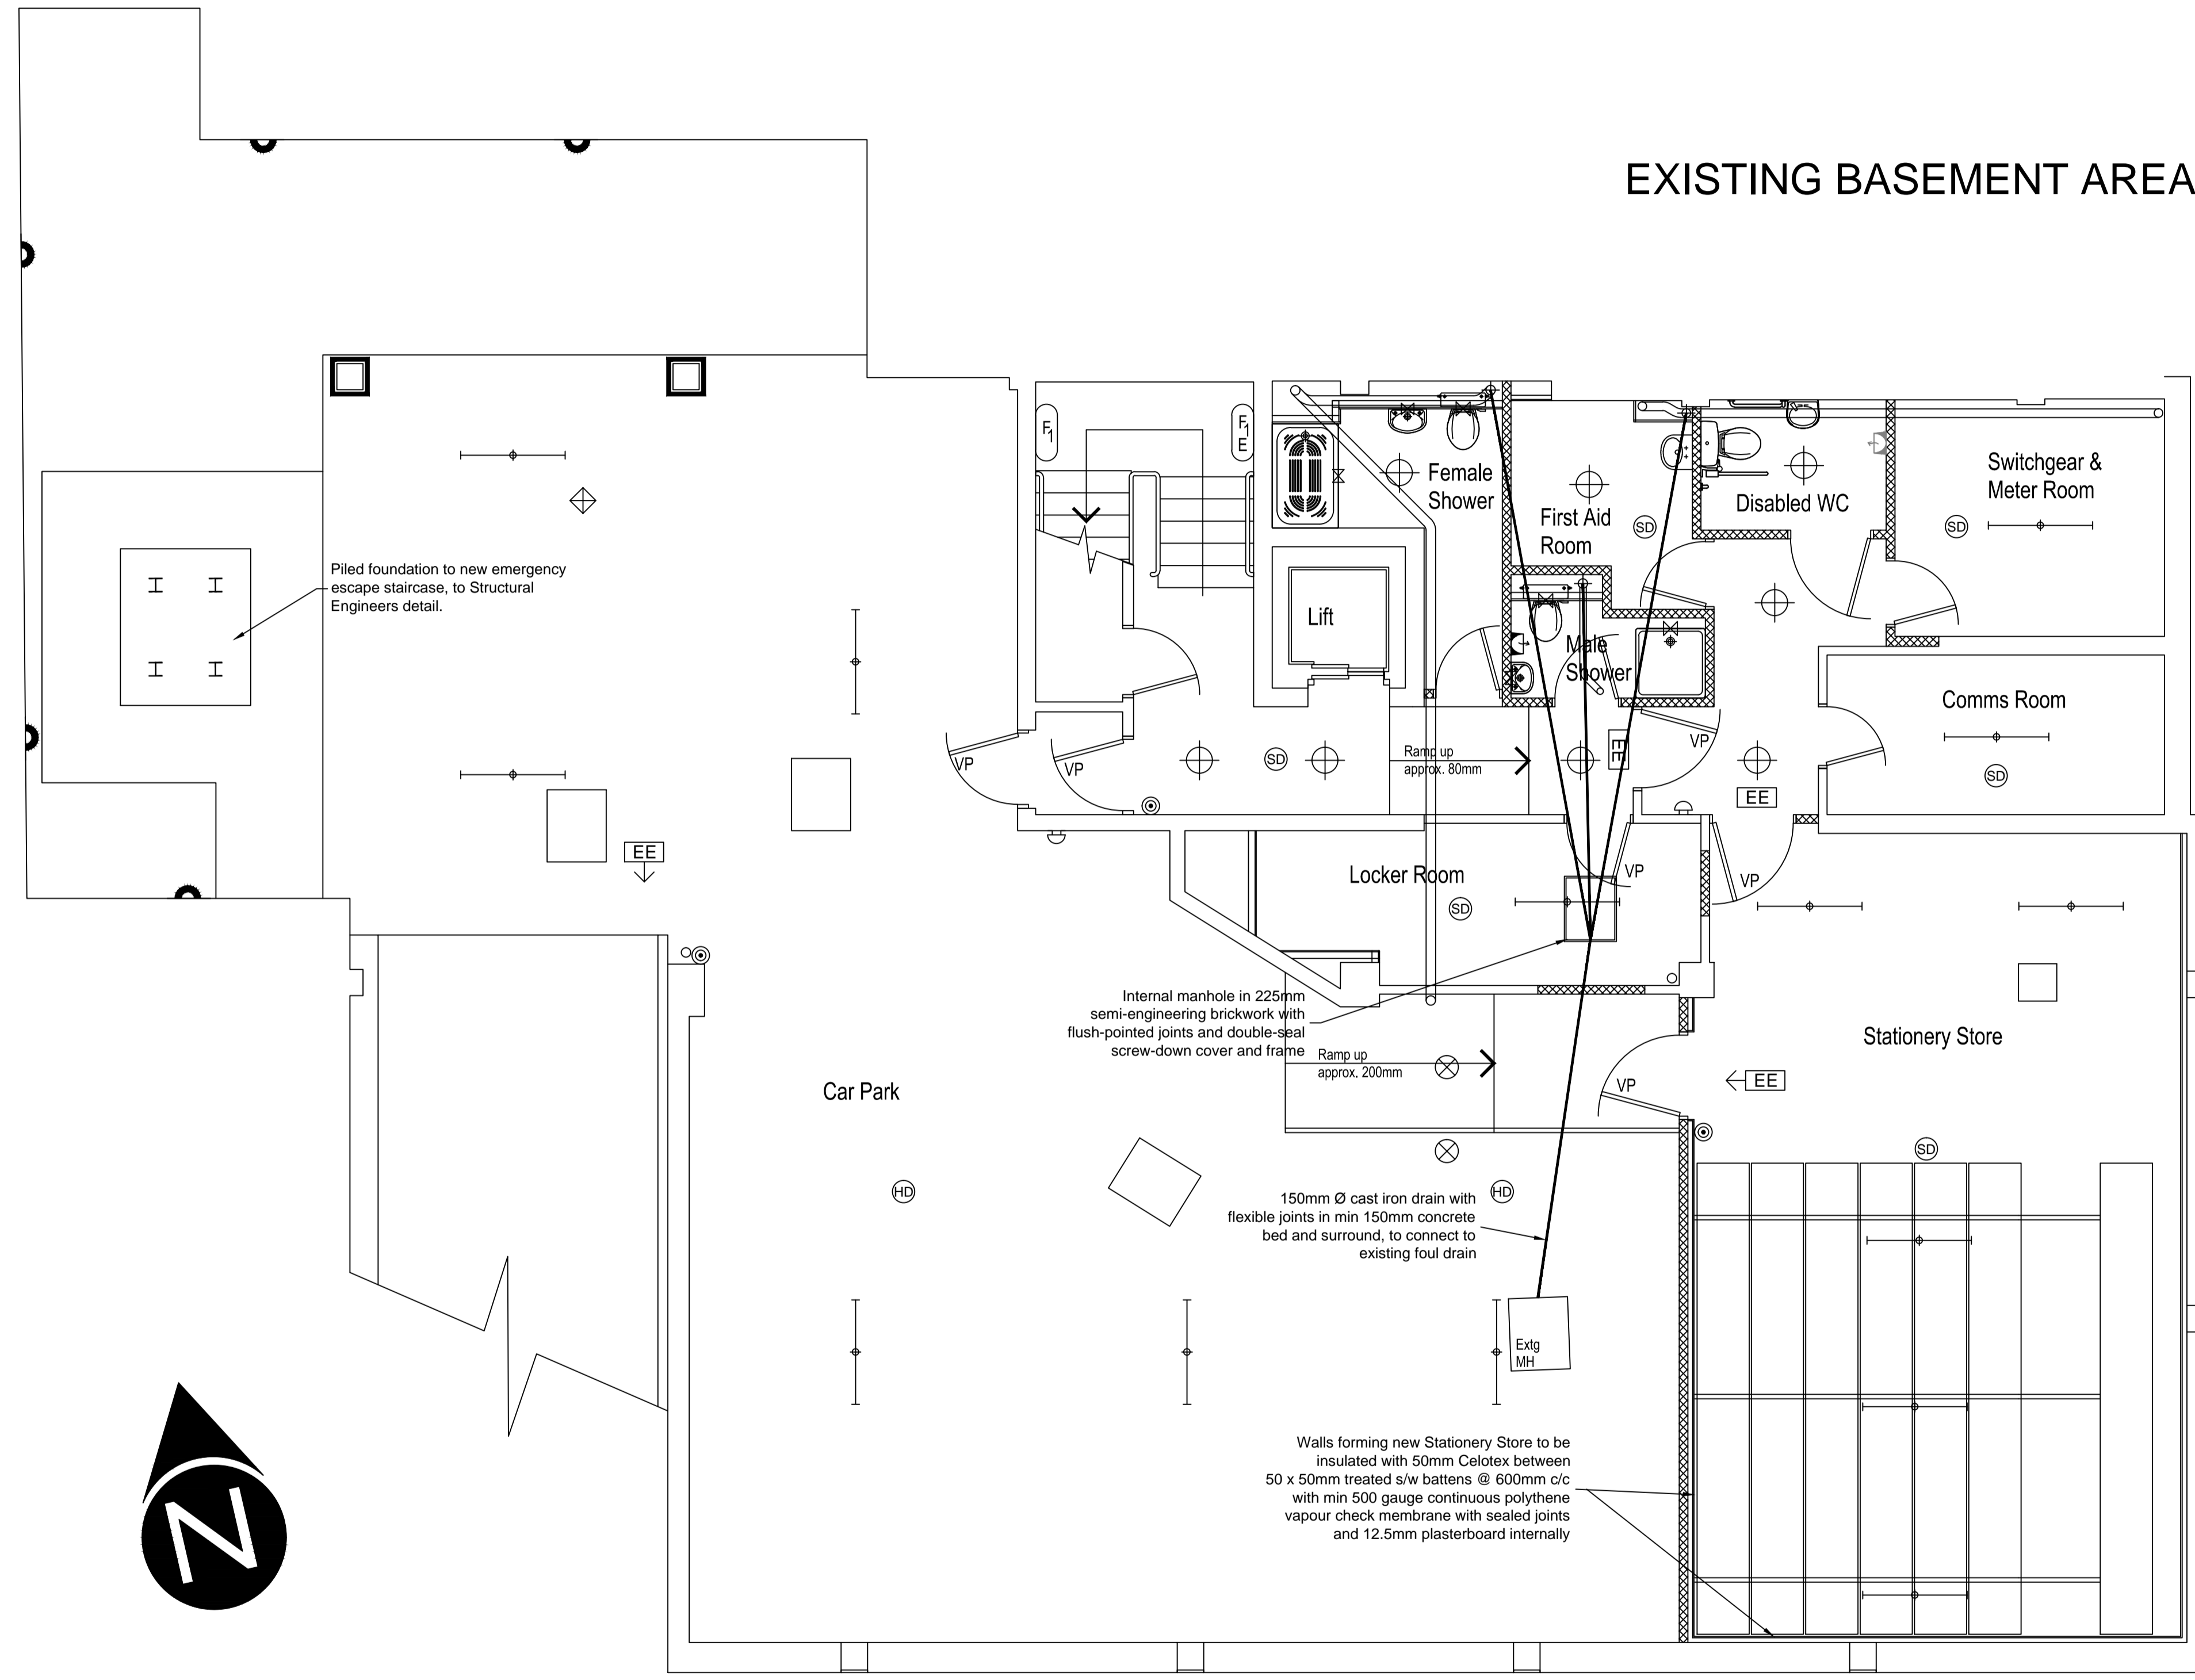 EXISTING BASEMENT AREA
F1
F1
E
Female
Shower
First Aid
Room
SD
Disabled WC
Switchgear &
Meter Room
SD
Piled foundation to new emergency
escape staircase, to Structural
Engineers detail.
Lift
Male
Shower
Comms Room
SD
VP
VP
SD
Ramp up
approx. 80mm
EE
VP
EE
EE
Locker Room
SD
VP
VP
Internal manhole in 225mm
semi-engineering brickwork with
flush-pointed joints and double-seal
screw-down cover and frame
Ramp up
approx. 200mm
Stationery Store
VP
EE
Car Park
SD
HD
HD
150mm Ø cast iron drain with
flexible joints in min 150mm concrete
bed and surround, to connect to
existing foul drain
Extg
MH
Walls forming new Stationery Store to be
insulated with 50mm Celotex between
50 x 50mm treated s/w battens @ 600mm c/c
with min 500 gauge continuous polythene
vapour check membrane with sealed joints
and 12.5mm plasterboard internally
N